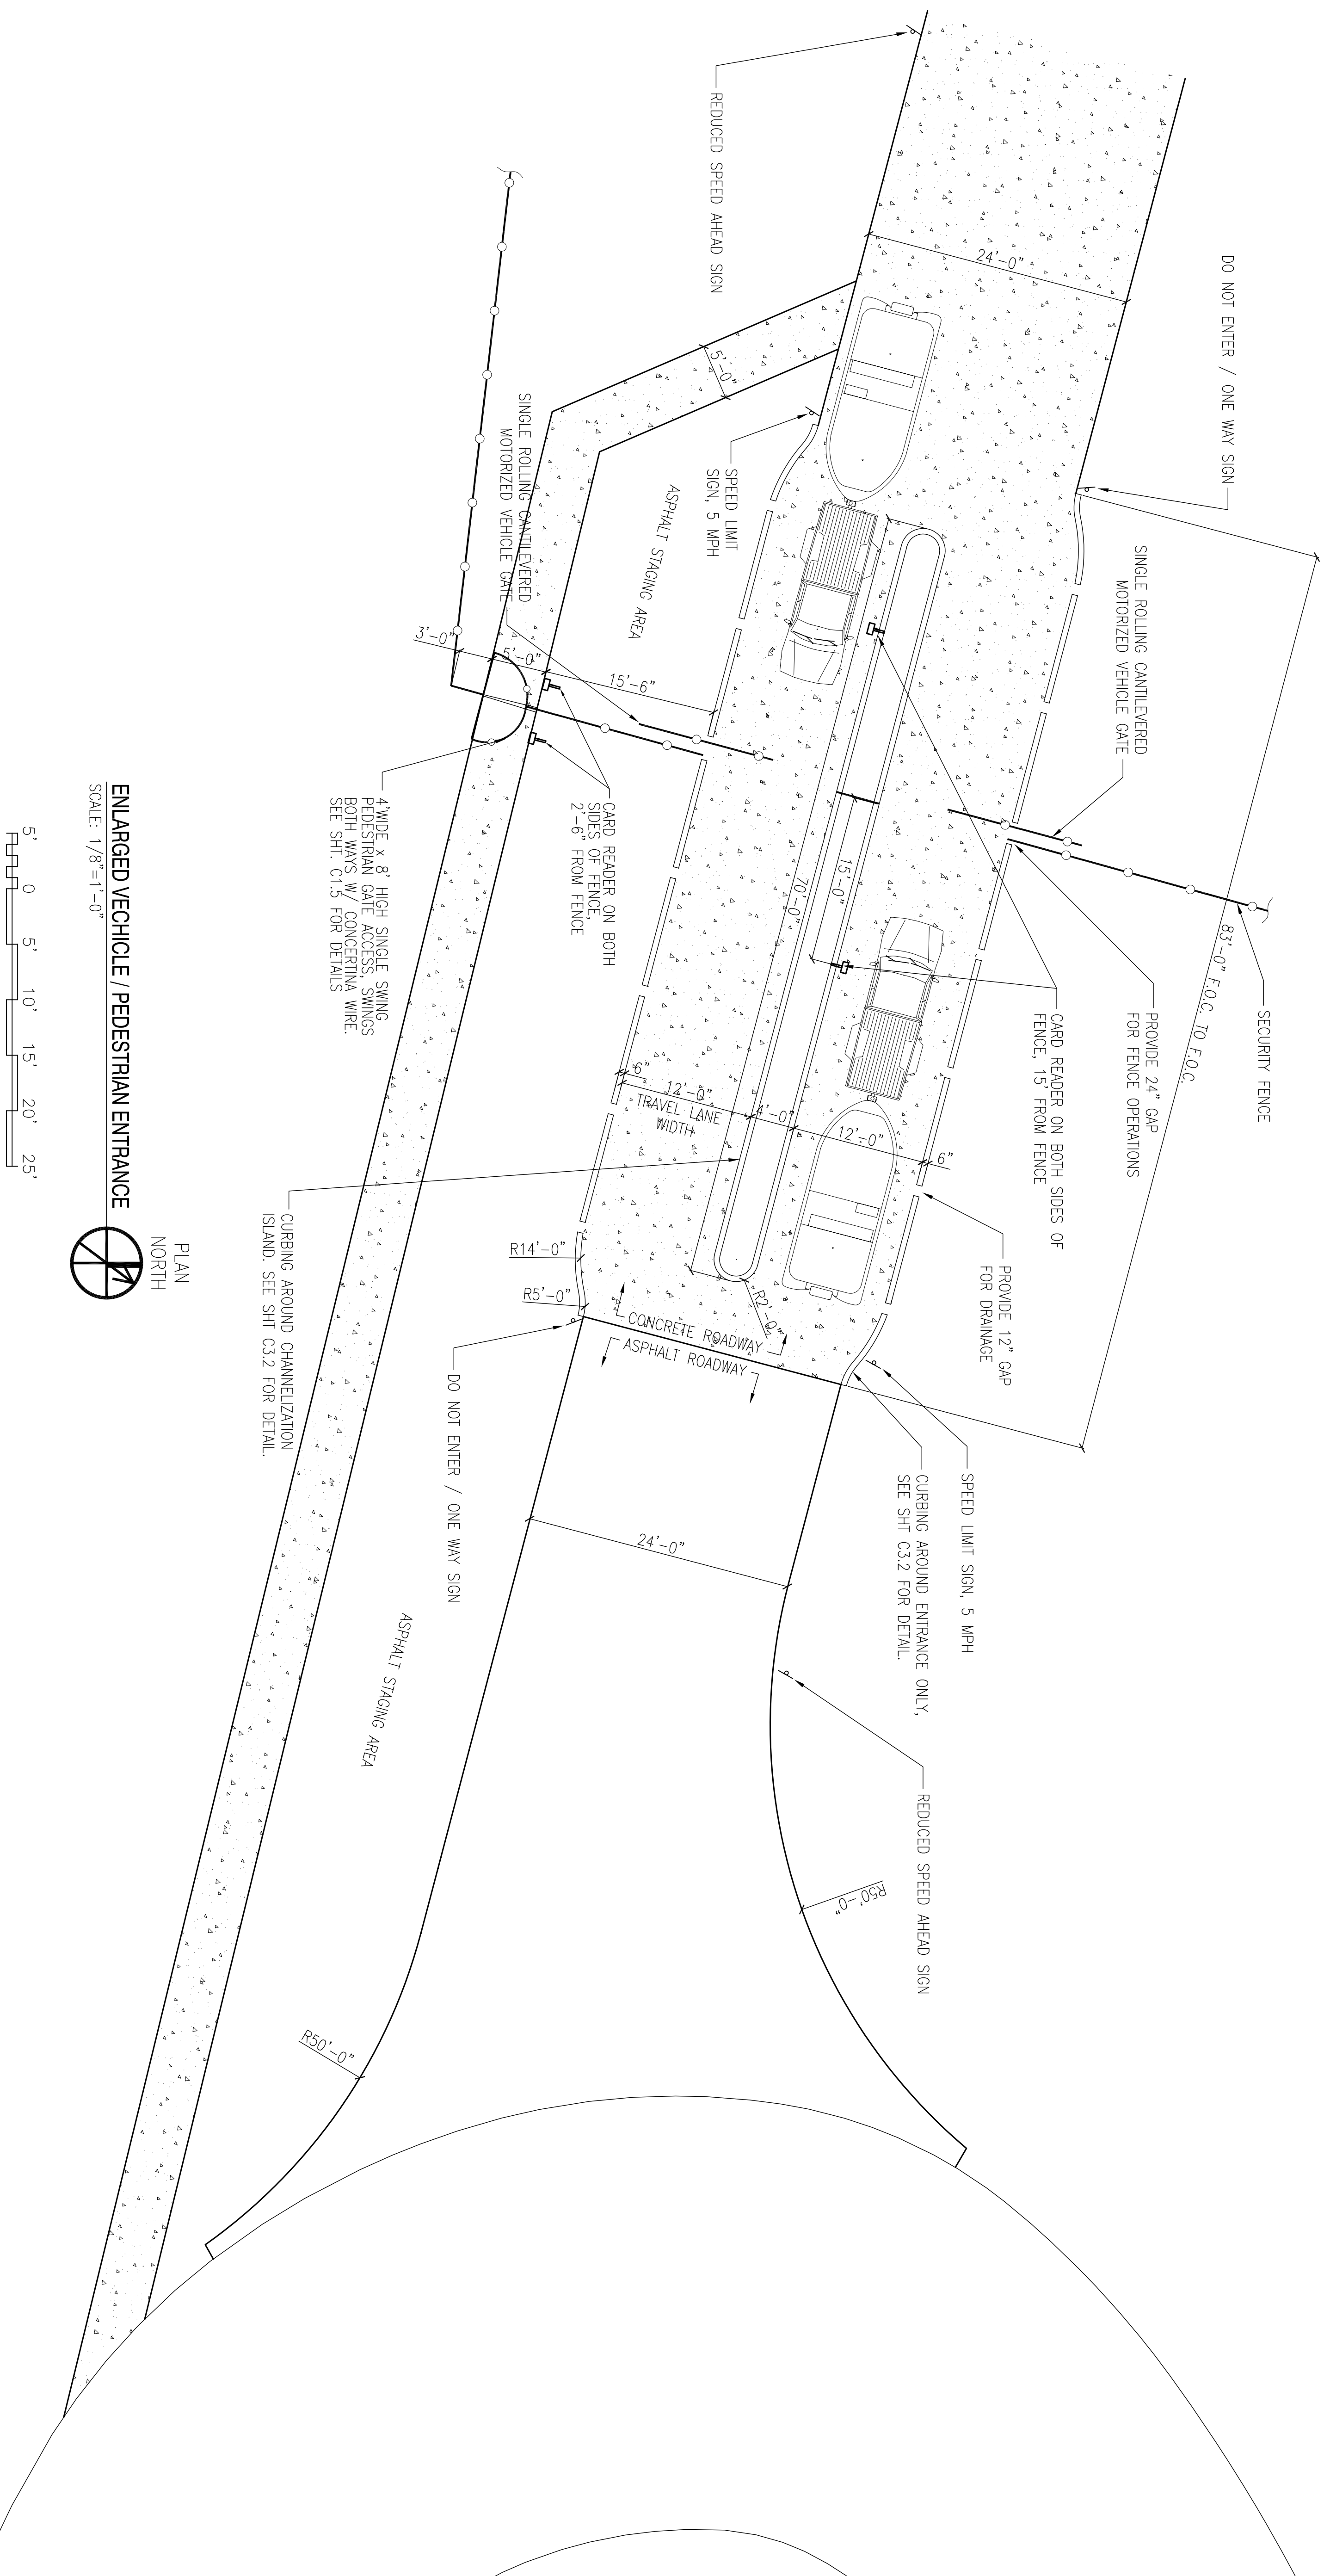 REDUCED SPEED AHEAD SIGN
DO NOT ENTER / ONE WAY SIGN
24'-0"
5'-0"
SINGLE ROLLING CANTILEVERED
MOTORIZED VEHICLE GATE
SPEED LIMIT
SIGN, 5 MPH
ASPHALT STAGING AREA
SINGLE ROLLING CANTILEVERED
MOTORIZED VEHICLE GATE
3'-0"
5'-0"
15'-6"
83'-0" F.O.C. TO F.O.C.
SECURITY FENCE
PROVIDE 24" GAP
FOR FENCE OPERATIONS
CARD READER ON BOTH SIDES OF
FENCE, 15' FROM FENCE
15'-0"
70'-0"
CARD READER ON BOTH
SIDES OF FENCE,
2'-6" FROM FENCE
4'WIDE x 8' HIGH SINGLE SWING
PEDESTRIAN GATE ACCESS, SWINGS
BOTH WAYS W/ CONCERTINA WIRE.
SEE SHT. C1.5 FOR DETAILS
6"
12'-0"
TRAVEL LANE
WIDTH
4'-0"
12'-0"
6"
PROVIDE 12" GAP
FOR DRAINAGE
CURBING AROUND CHANNELIZATION
ISLAND. SEE SHT C3.2 FOR DETAIL.
R14'-0"
R5'-0"
R2'-0"
CONCRETE ROADWAY
ASPHALT ROADWAY
DO NOT ENTER / ONE WAY SIGN
SPEED LIMIT SIGN, 5 MPH
CURBING AROUND ENTRANCE ONLY,
SEE SHT C3.2 FOR DETAIL.
24'-0"
ASPHALT STAGING AREA
REDUCED SPEED AHEAD SIGN
R50'-0"
R50'-0"
ENLARGED VECHICLE / PEDESTRIAN ENTRANCE
SCALE: 1/8"=1'-0"
PLAN
NORTH
5' 0 5' 10' 15' 20' 25'